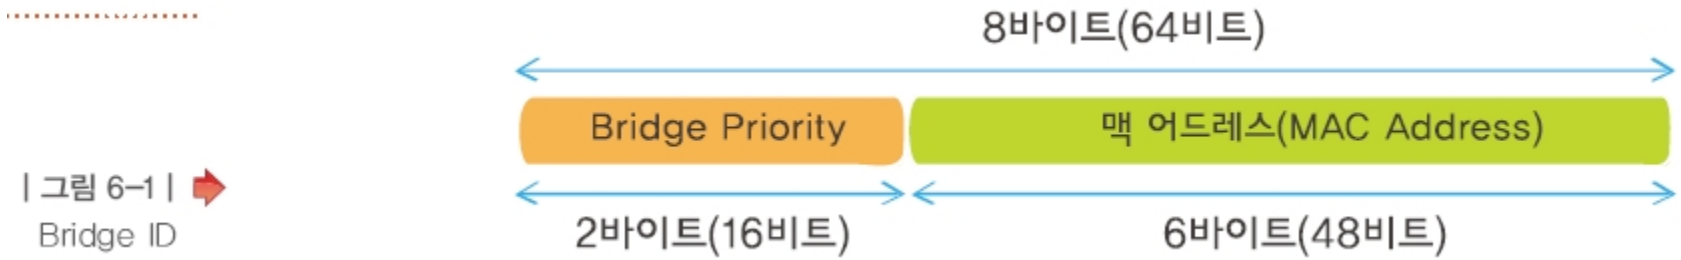 8바이트(64비트)
Bridge Priority
맥 어드레스(MAC Address)
| 그림 6-1 |
Bridge ID
2바이트(16비트)
6바이트(48비트)